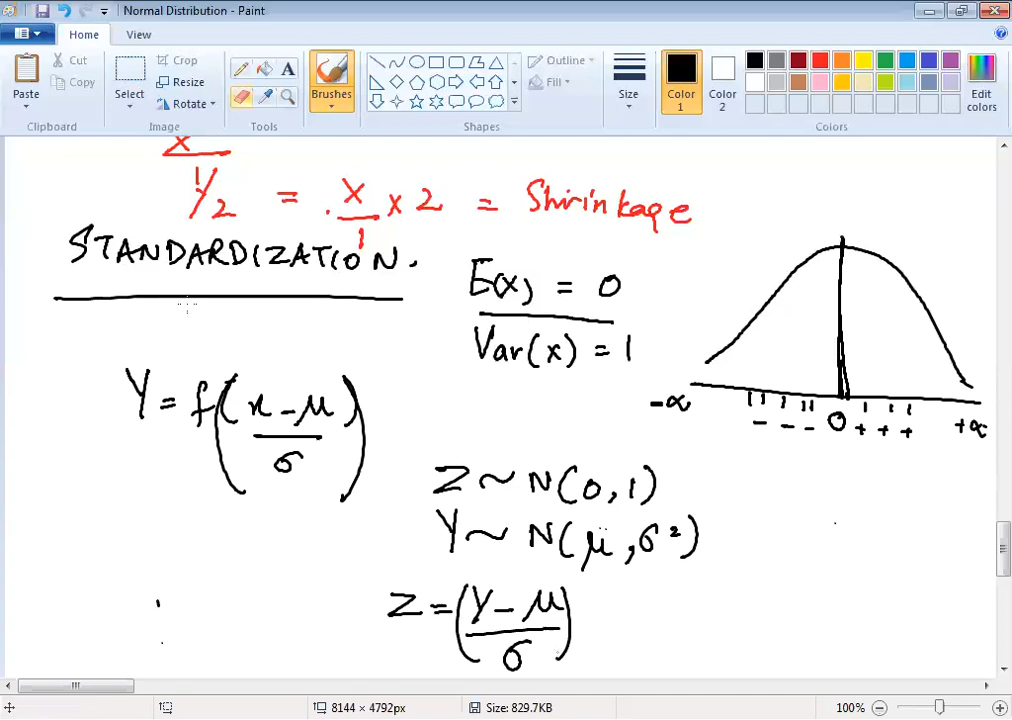 Normal Distribution - Paint
Home View
Paste
Cut
Copy
Clipboard
Select
Crop
Resize
Rotate
Image
A
Tools
Brushes
Outline
Fill
Shapes
Size
Color 1
Color 2
Edit colors
Colors
x
1/2 = x/1 x 2 = Shirinkage
STANDARDIZATION.
E(x) = 0
Var(x) = 1
-∝ - - - 0 + + + +∝
Y = f(x - μ / σ)
Z ~ N(0, 1)
Y ~ N(μ, σ²)
Z = (Y - μ / σ)
8144 × 4792px
Size: 829.7KB
100%